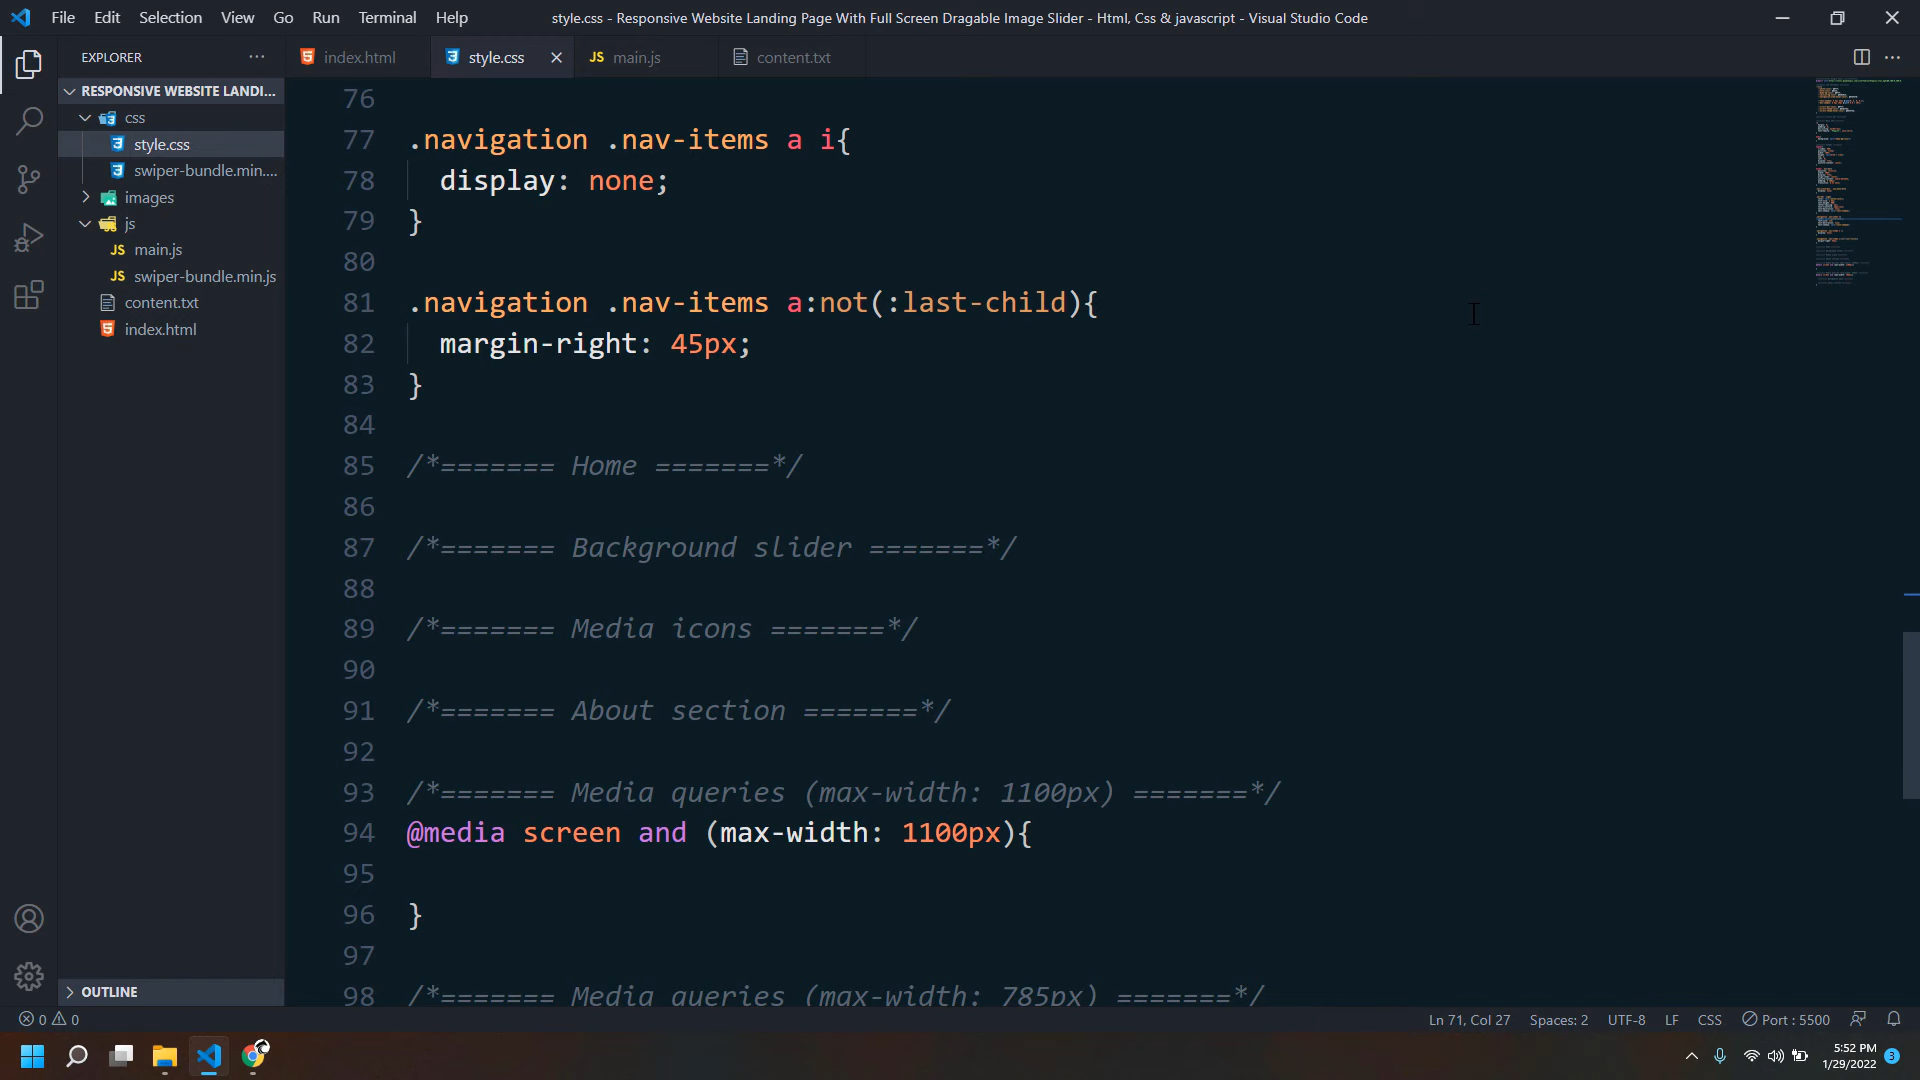 File Edit Selection View Go Run Terminal Help style.css - Responsive Website Landing Page With Full Screen Dragable Image Slider - Html, Css & javascript - Visual Studio Code
EXPLORER
RESPONSIVE WEBSITE LANDI...
css
style.css
swiper-bundle.min....
images
js
JS main.js
JS swiper-bundle.min.js
content.txt
index.html
OUTLINE
index.html style.css JS main.js content.txt
76
77 .navigation .nav-items a i{
78 display: none;
79 }
80
81 .navigation .nav-items a:not(:last-child){
82 margin-right: 45px;
83 }
84
85 /*======= Home =======*/
86
87 /*======= Background slider =======*/
88
89 /*======= Media icons =======*/
90
91 /*======= About section =======*/
92
93 /*======= Media queries (max-width: 1100px) =======*/
94 @media screen and (max-width: 1100px){
95
96 }
97
98 /*======= Media queries (max-width: 785px) =======*/
0 0 Ln 71, Col 27 Spaces: 2 UTF-8 LF CSS Port : 5500
5:52 PM
1/29/2022 3